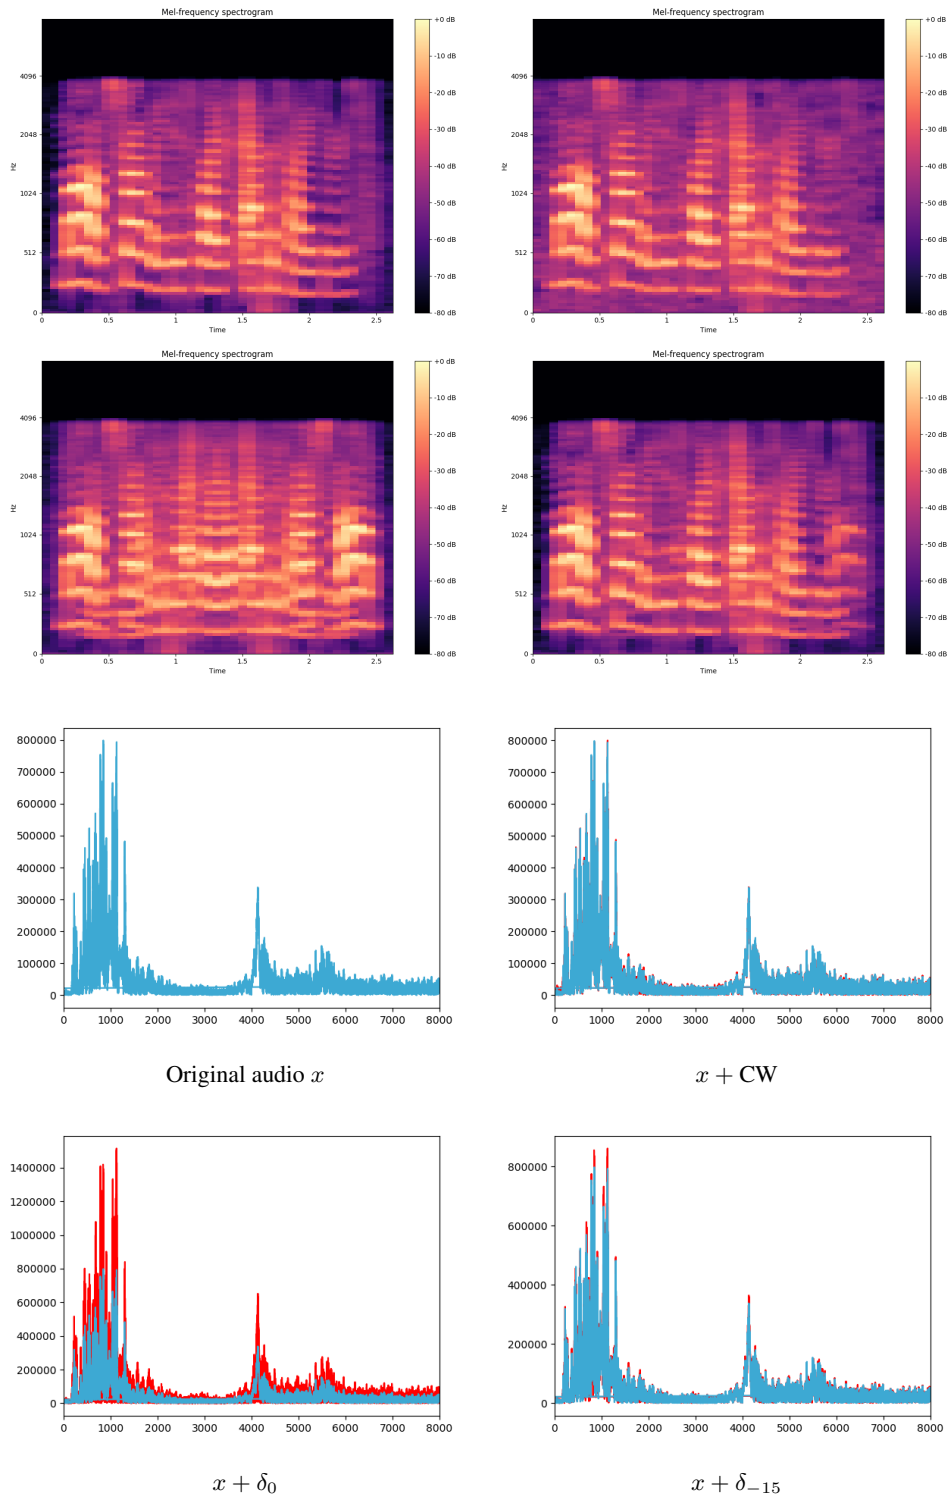 Mel-frequency spectrogram
Mel-frequency spectrogram
4096
2048
1024
512
0
Hz
0
0.5
1
1.5
2
2.5
Time
+0 dB
-10 dB
-20 dB
-30 dB
-40 dB
-50 dB
-60 dB
-70 dB
-80 dB
4096
2048
1024
512
0
Hz
0
0.5
1
1.5
2
2.5
Time
+0 dB
-10 dB
-20 dB
-30 dB
-40 dB
-50 dB
-60 dB
-70 dB
-80 dB
Mel-frequency spectrogram
Mel-frequency spectrogram
4096
2048
1024
512
0
Hz
0
0.5
1
1.5
2
2.5
Time
+0 dB
-10 dB
-20 dB
-30 dB
-40 dB
-50 dB
-60 dB
-70 dB
-80 dB
4096
2048
1024
512
0
Hz
0
0.5
1
1.5
2
2.5
Time
-10 dB
-20 dB
-30 dB
-40 dB
-50 dB
-60 dB
-70 dB
-80 dB
800000
700000
600000
500000
400000
300000
200000
100000
0
0 1000 2000 3000 4000 5000 6000 7000 8000
800000
700000
600000
500000
400000
300000
200000
100000
0
0 1000 2000 3000 4000 5000 6000 7000 8000
Original audio x
x + CW
1400000
1200000
1000000
800000
600000
400000
200000
0
0 1000 2000 3000 4000 5000 6000 7000 8000
800000
600000
400000
200000
0
0 1000 2000 3000 4000 5000 6000 7000 8000
x + δ₀
x + δ₋₁₅